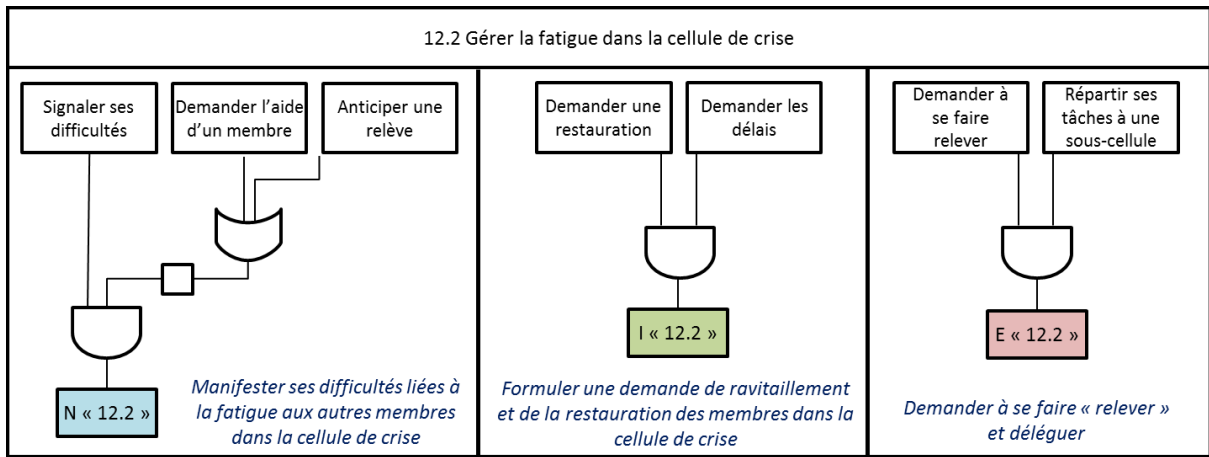 12.2 Gérer la fatigue dans la cellule de crise
Signaler ses
difficultés
Demander l’aide
d’un membre
Anticiper une
relève
N « 12.2 »
Manifester ses difficultés liées à
la fatigue aux autres membres
dans la cellule de crise
Demander une
restauration
Demander les
délais
I « 12.2 »
Formuler une demande de ravitaillement
et de la restauration des membres dans la
cellule de crise
Demander à
se faire
relever
Répartir ses
tâches à une
sous-cellule
E « 12.2 »
Demander à se faire « relever »
et déléguer